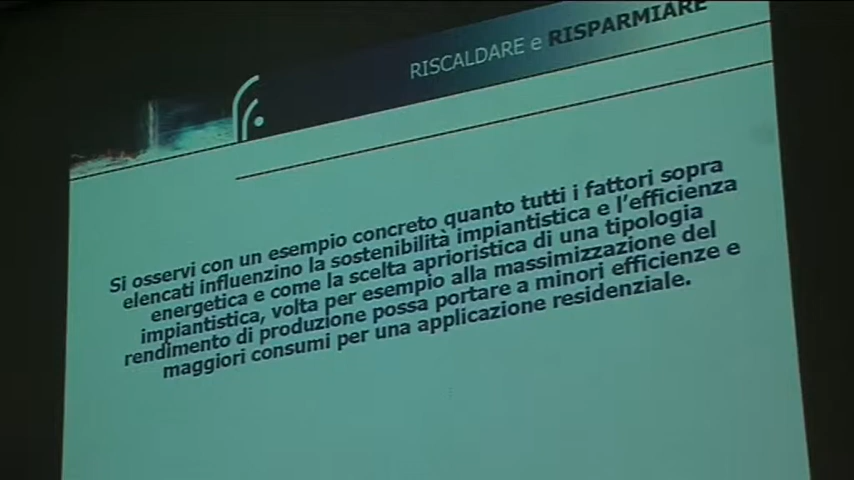 RISCALDARE e RISPARMIARE
Si osservi con un esempio concreto quanto tutti i fattori sopra
elencati influenzino la sostenibilità impiantistica e l'efficienza
energetica e come la scelta aprioristica di una tipologia
impiantistica, volta per esempio alla massimizzazione del
rendimento di produzione possa portare a minori efficienze e
maggiori consumi, per una applicazione residenziale.